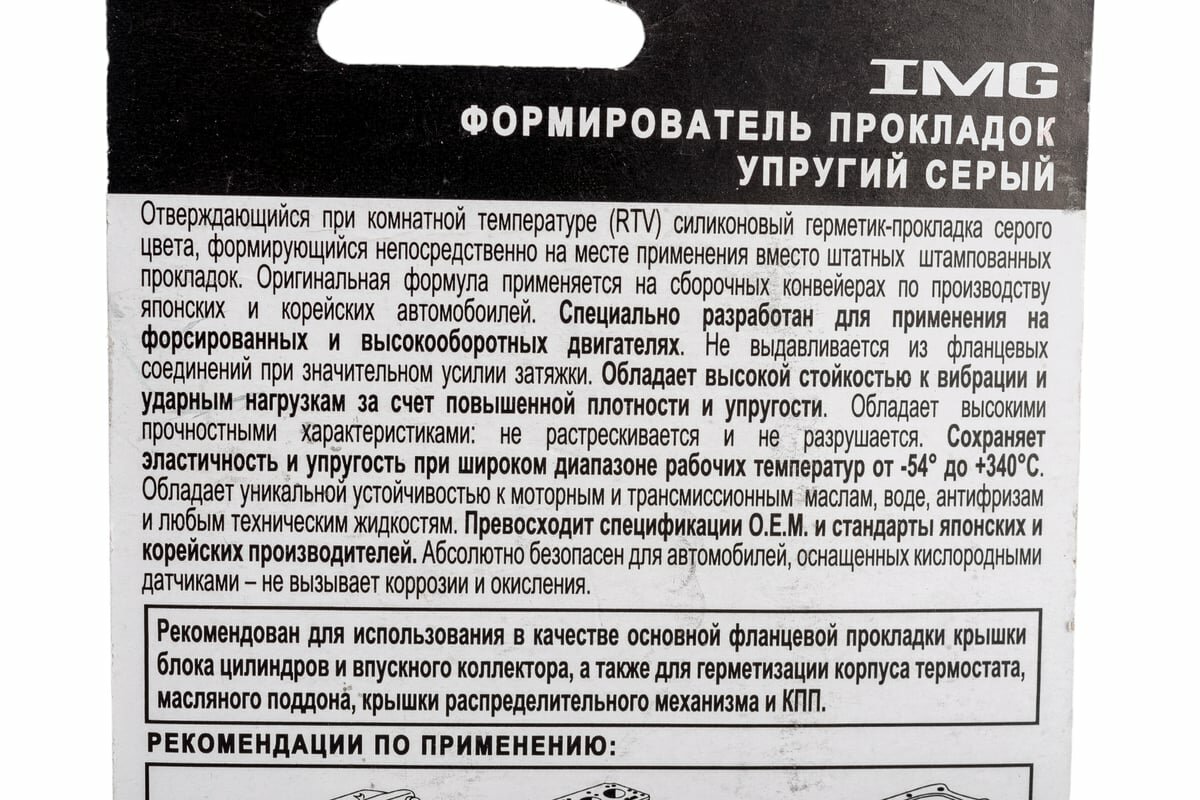 IMG
ФОРМИРОВАТЕЛЬ ПРОКЛАДОК
УПРУГИЙ СЕРЫЙ
Отверждающийся при комнатной температуре (RTV) силиконовый герметик-прокладка серого
цвета, формирующийся непосредственно на месте применения вместо штатных штампованных
прокладок. Оригинальная формула применяется на сборочных конвейерах по производству
японских и корейских автомобоилей. Специально разработан для применения на
форсированных и высокооборотных двигателях. Не выдавливается из фланцевых
соединений при значительном усилии затяжки. Обладает высокой стойкостью к вибрации и
ударным нагрузкам за счет повышенной плотности и упругости. Обладает высокими
прочностными характеристиками: не растрескивается и не разрушается. Сохраняет
эластичность и упругость при широком диапазоне рабочих температур от -54° до +340°С.
Обладает уникальной устойчивостью к моторным и трансмиссионным маслам, воде, антифризам
и любым техническим жидкостям. Превосходит спецификации О.Е.М. и стандарты японских и
корейских производителей. Абсолютно безопасен для автомобилей, оснащенных кислородными
датчиками – не вызывает коррозии и окисления.
Рекомендован для использования в качестве основной фланцевой прокладки крышки
блока цилиндров и впускного коллектора, а также для герметизации корпуса термостата,
масляного поддона, крышки распределительного механизма и КПП.
РЕКОМЕНДАЦИИ ПО ПРИМЕНЕНИЮ: